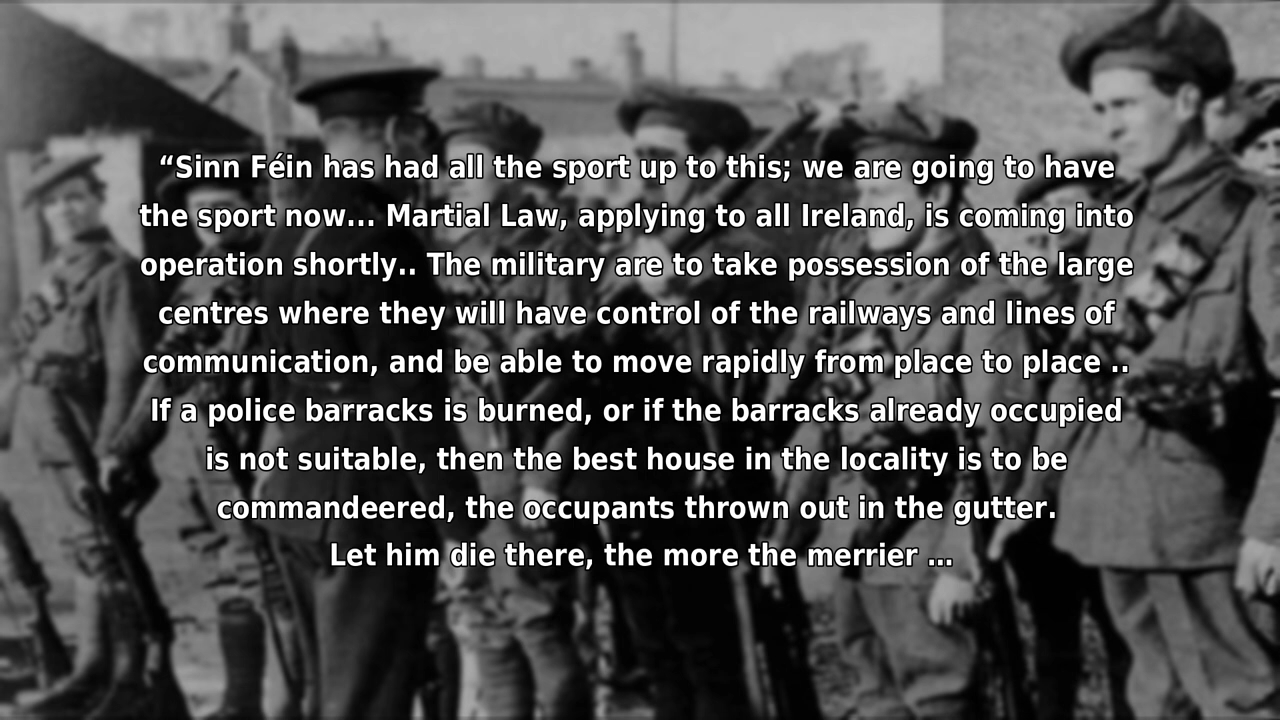 “Sinn Féin has had all the sport up to this; we are going to have
the sport now... Martial Law, applying to all Ireland, is coming into
operation shortly.. The military are to take possession of the large
centres where they will have control of the railways and lines of
communication, and be able to move rapidly from place to place ..
If a police barracks is burned, or if the barracks already occupied
is not suitable, then the best house in the locality is to be
commandeered, the occupants thrown out in the gutter.
Let him die there, the more the merrier ...